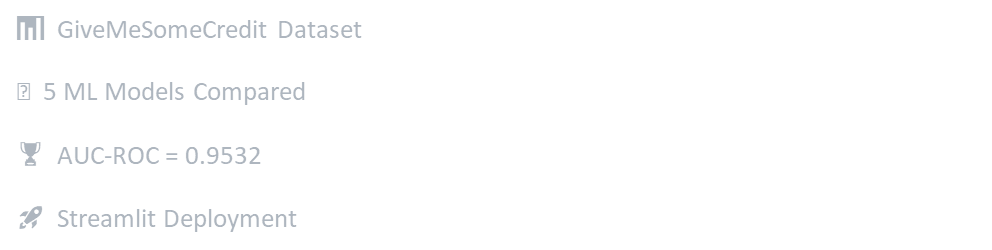 GiveMeSomeCredit Dataset
5 ML Models Compared
AUC-ROC = 0.9532
Streamlit Deployment